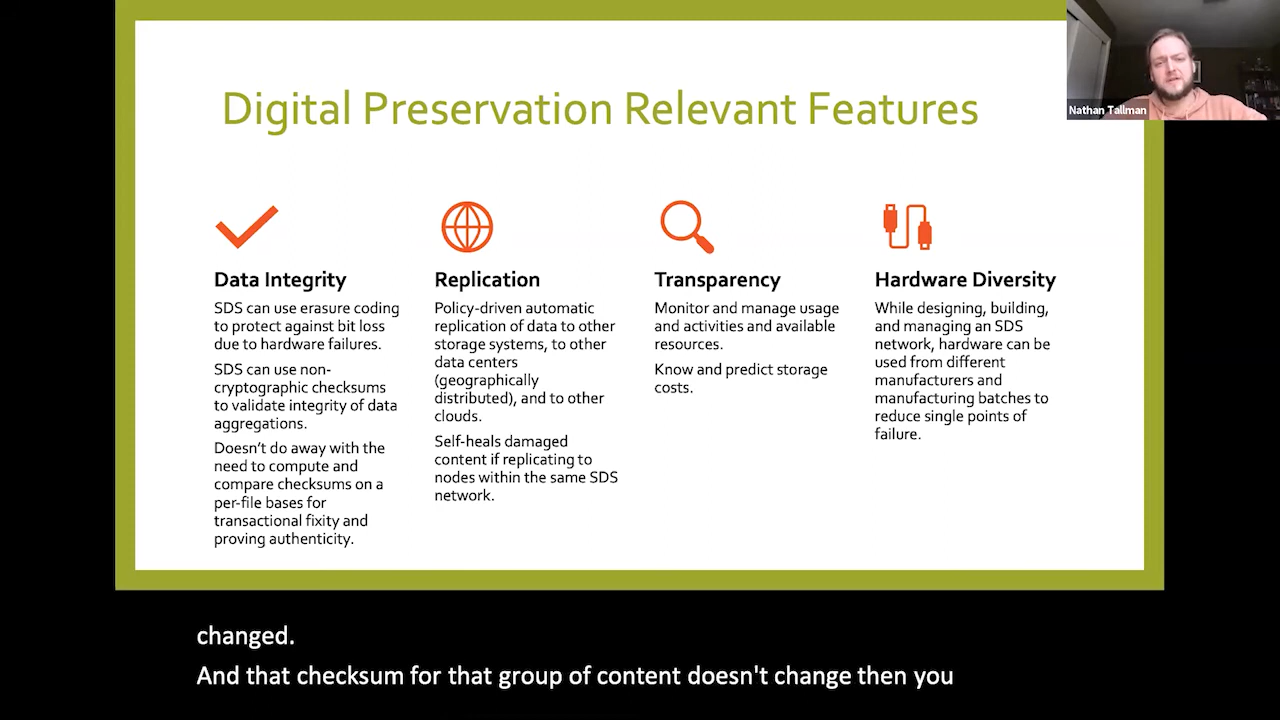 Digital Preservation Relevant Features
Nathan Tallman
Data Integrity
SDS can use erasure coding
to protect against bit loss
due to hardware failures.
SDS can use non-
cryptographic checksums
to validate integrity of data
aggregations.
Doesn’t do away with the
need to compute and
compare checksums on a
per-file bases for
transactional fixity and
proving authenticity.
Replication
Policy-driven automatic
replication of data to other
storage systems, to other
data centers
(geographically
distributed), and to other
clouds.
Self-heals damaged
content if replicating to
nodes within the same SDS
network.
Transparency
Monitor and manage usage
and activities and available
resources.
Know and predict storage
costs.
Hardware Diversity
While designing, building,
and managing an SDS
network, hardware can be
used from different
manufacturers and
manufacturing batches to
reduce single points of
failure.
changed.
And that checksum for that group of content doesn't change then you